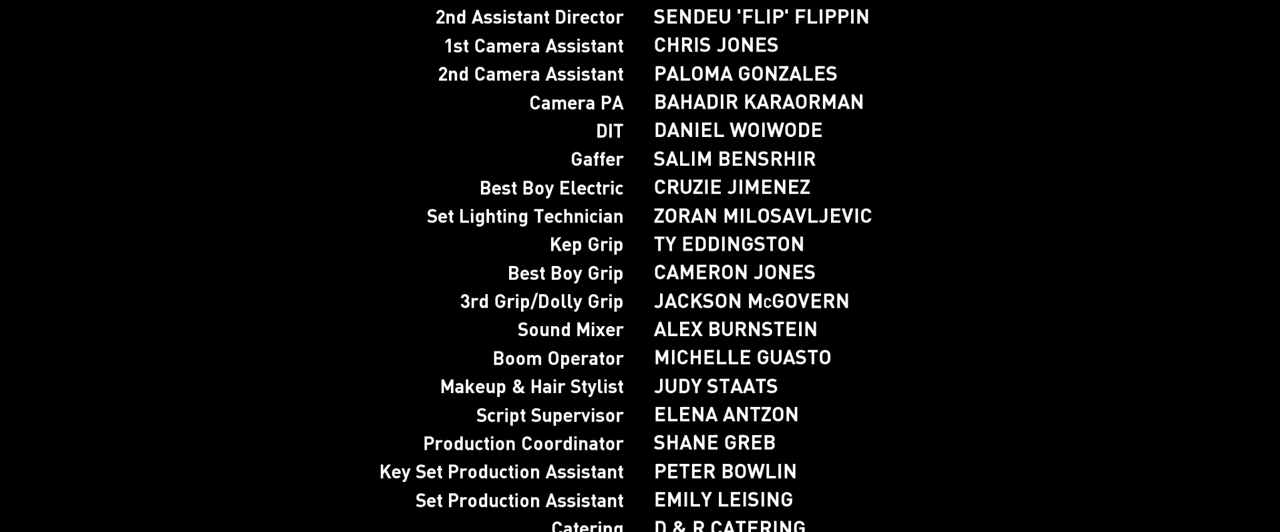 2nd Assistant Director SENDEU 'FLIP' FLIPPIN
1st Camera Assistant CHRIS JONES
2nd Camera Assistant PALOMA GONZALES
Camera PA BAHADIR KARAORMAN
DIT DANIEL WOIWODE
Gaffer SALIM BENSRHIR
Best Boy Electric CRUZIE JIMENEZ
Set Lighting Technician ZORAN MILOSAVLJEVIC
Kep Grip TY EDDINGSTON
Best Boy Grip CAMERON JONES
3rd Grip/Dolly Grip JACKSON McGOVERN
Sound Mixer ALEX BURNSTEIN
Boom Operator MICHELLE GUASTO
Makeup & Hair Stylist JUDY STAATS
Script Supervisor ELENA ANTZON
Production Coordinator SHANE GREB
Key Set Production Assistant PETER BOWLIN
Set Production Assistant EMILY LEISING
Catering D & R CATERING